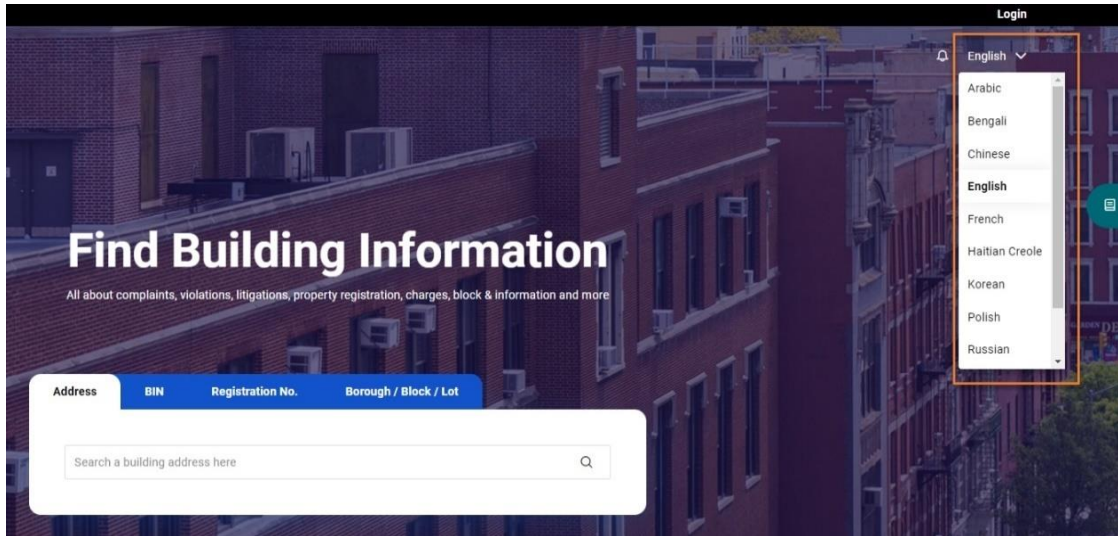 Login
English
Arabic
Bengali
Chinese
English
French
Haitian Creole
Korean
Polish
Russian
Find Building Information
All about complaints, violations, litigations, property registration, charges, block & information and more
Address BIN Registration No. Borough / Block / Lot
Search a building address here